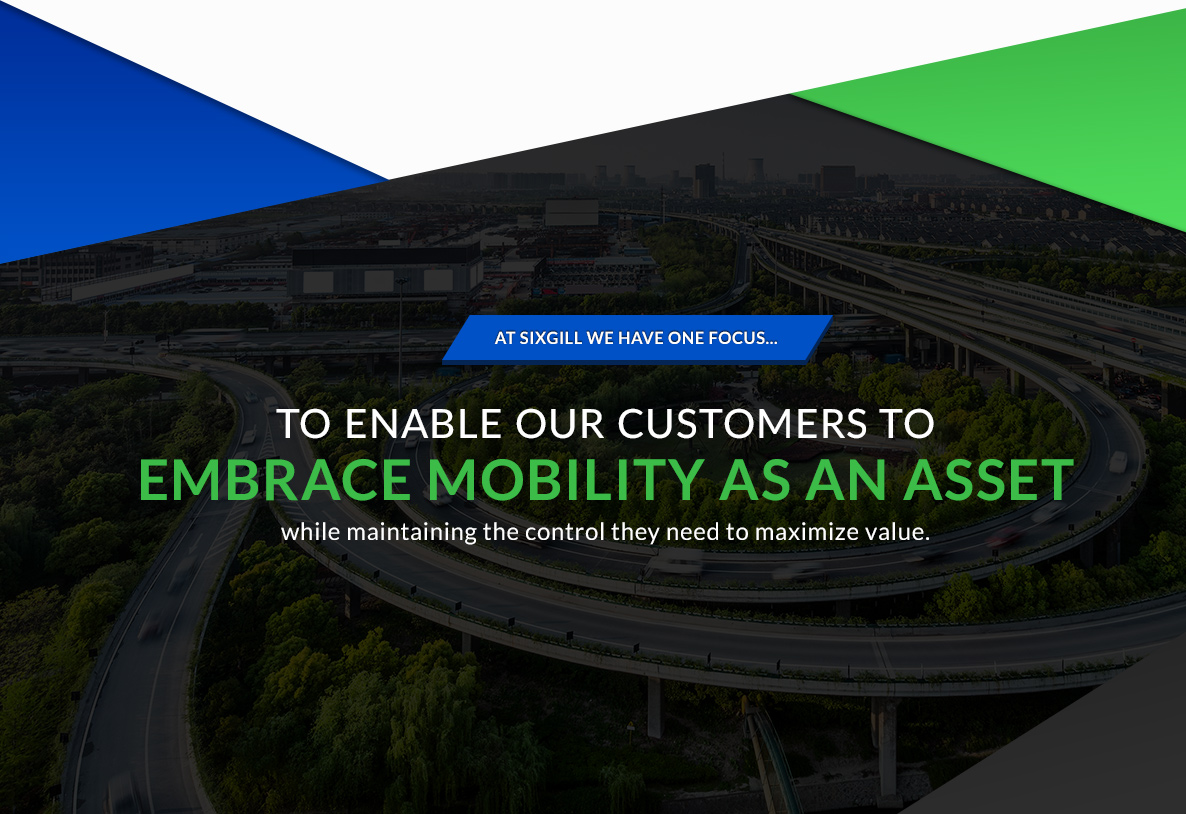 AT SIXGILL WE HAVE ONE FOCUS...
TO ENABLE OUR CUSTOMERS TO
EMBRACE MOBILITY AS AN ASSET
while maintaining the control they need to maximize value.